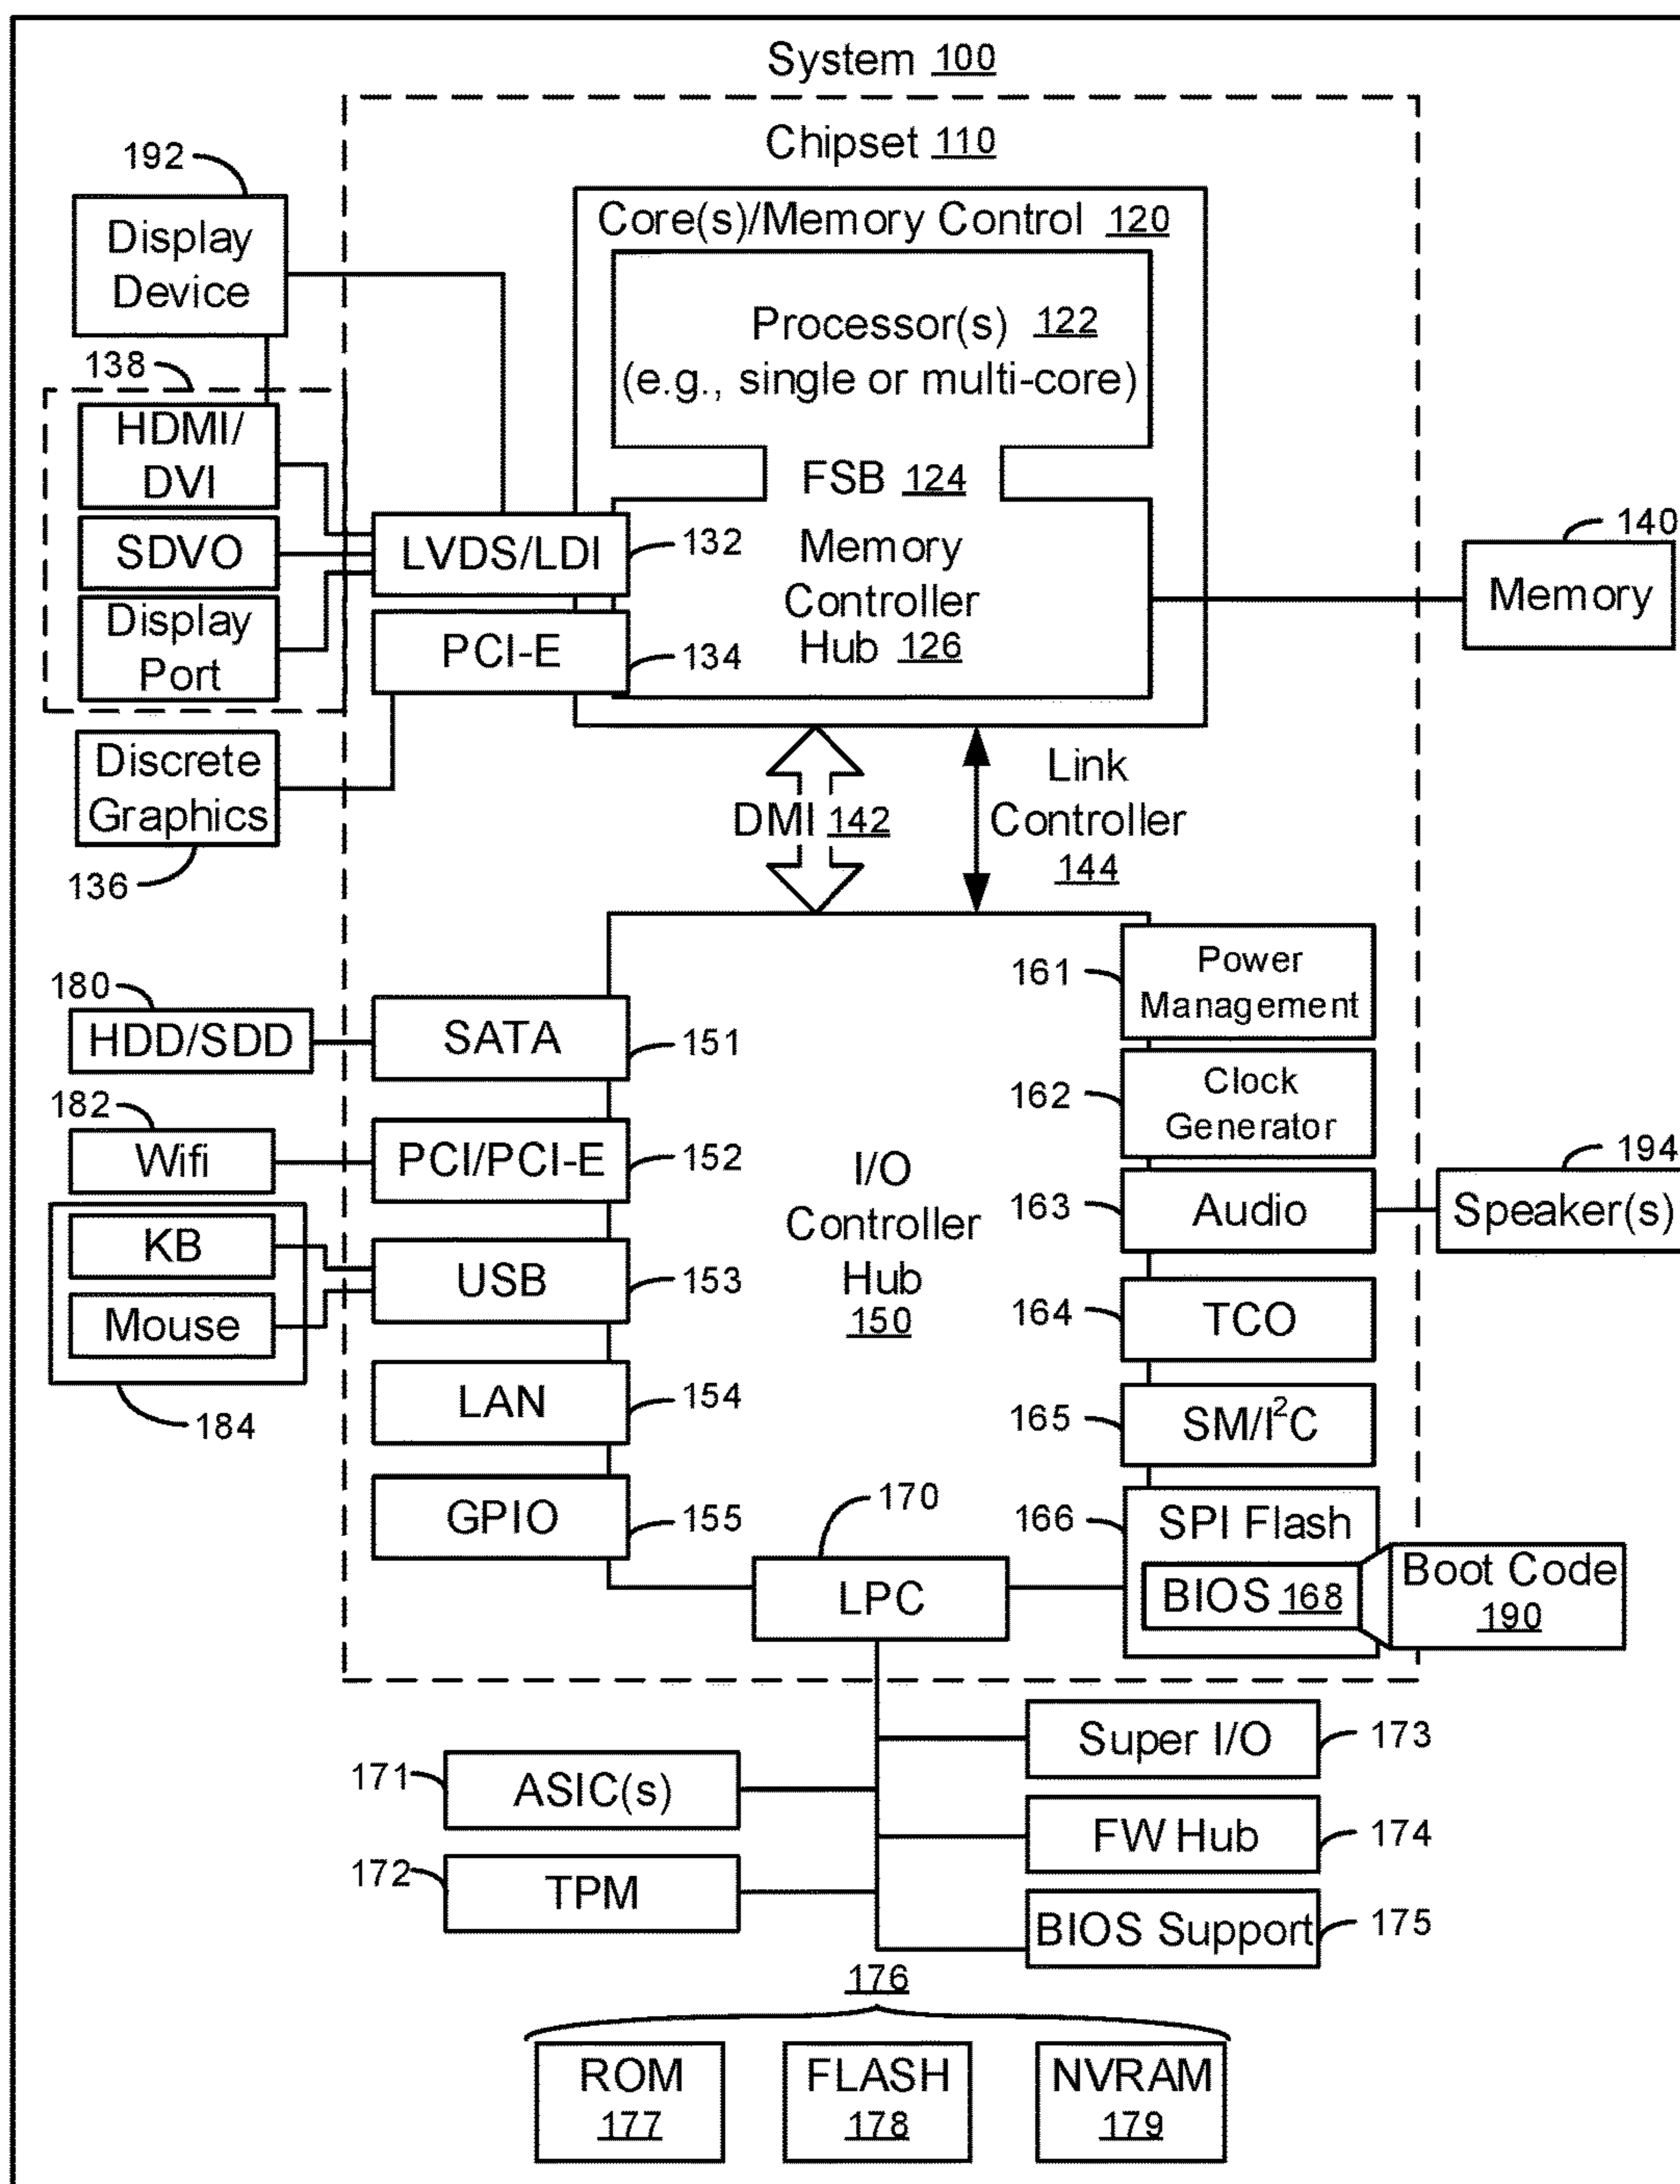 System 100
Chipset 110
192
Display
Device
Core(s)/Memory Control 120
Processor(s) 122
(e.g., single or multi-core)
138
HDMI/
DVI
SDVO
Display
Port
FSB 124
LVDS/LDI
132
PCI-E
134
Memory
Controller
Hub 126
140
Memory
Discrete
Graphics
136
DMI 142
Link
Controller
144
180
HDD/SDD
SATA
151
161
Power
Management
182
Wifi
PCI/PCI-E
152
162
Clock
Generator
KB
Mouse
184
USB
153
I/O
Controller
Hub
150
163
Audio
194
Speaker(s)
164
TCO
LAN
154
165
SM/I²C
GPIO
155
170
LPC
166
SPI Flash
BIOS 168
Boot Code
190
171
ASIC(s)
Super I/O
173
172
TPM
FW Hub
174
BIOS Support
175
176
ROM
177
FLASH
178
NVRAM
179